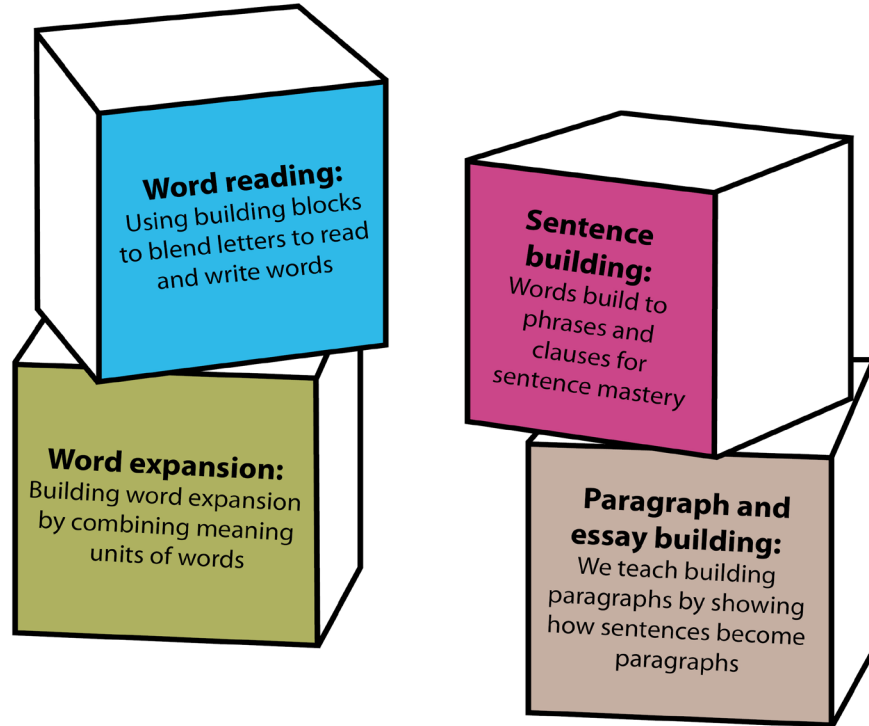 Word reading:
Using building blocks
to blend letters to read
and write words
Word expansion:
Building word expansion
by combining meaning
units of words
Sentence
building:
Words build to
phrases and
clauses for
sentence mastery
Paragraph and
essay building:
We teach building
paragraphs by showing
how sentences become
paragraphs